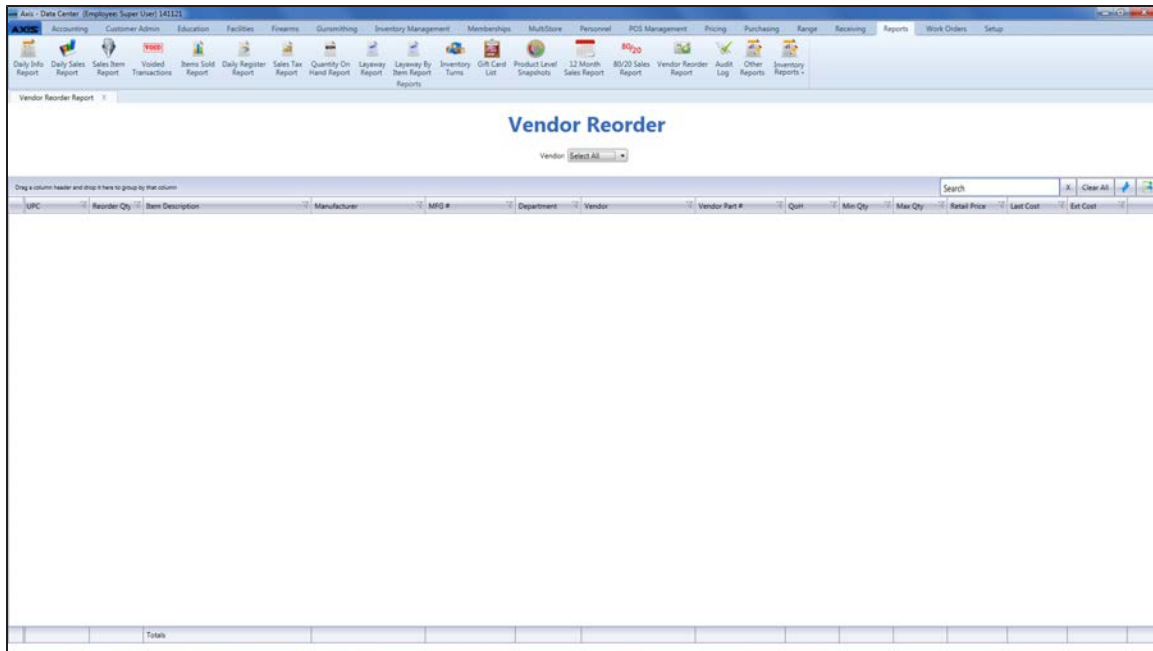 Axis - Data Center (Employee: Super User) 141121
AXIS Accounting Customer Admin Education Facilities Firearms Gunsmithing Inventory Management Memberships MultiStore Personnel POS Management Pricing Purchasing Range Receiving Reports Work Orders Setup
VOID 80/20
Daily Info Daily Sales Sales Item Voided Items Sold Daily Register Sales Tax Quantity On Layaway Layaway By Inventory Gift Card Product Level 12 Month 80/20 Sales Vendor Reorder Audit Other Inventory
Report Report Report Transactions Report Report Report Hand Report Report Item Report Turns List Snapshots Sales Report Report Report Log Reports Reports
Reports
Vendor Reorder Report X
Vendor Reorder
Vendor: Select All
Drag a column header and drop it here to group by that column Search X Clear All
UPC Reorder Qty Item Description Manufacturer MFG # Department Vendor Vendor Part # QoH Min Qty Max Qty Retail Price Last Cost Ext Cost
Totals